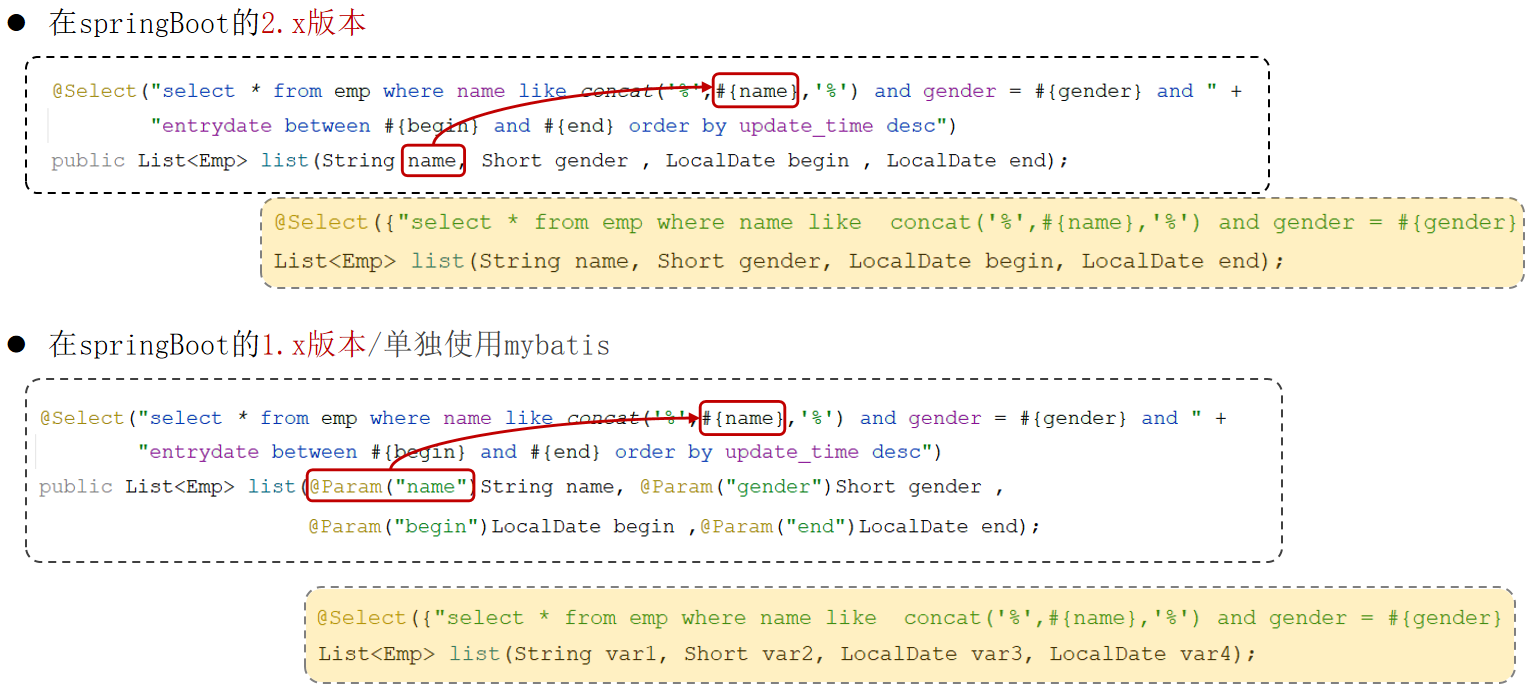 ● 在springBoot的2.x版本
@Select("select * from emp where name like concat('%',#{name},'%') and gender = #{gender} and " +
"entrydate between #{begin} and #{end} order by update_time desc")
public List<Emp> list(String name, Short gender , LocalDate begin , LocalDate end);
@Select({"select * from emp where name like  concat('%',#{name},'%') and gender = #{gender}
List<Emp> list(String name, Short gender, LocalDate begin, LocalDate end);
● 在springBoot的1.x版本/单独使用mybatis
@Select("select * from emp where name like concat('%',#{name},'%') and gender = #{gender} and " +
"entrydate between #{begin} and #{end} order by update_time desc")
public List<Emp> list(@Param("name")String name, @Param("gender")Short gender ,
@Param("begin")LocalDate begin ,@Param("end")LocalDate end);
@Select({"select * from emp where name like  concat('%',#{name},'%') and gender = #{gender}
List<Emp> list(String var1, Short var2, LocalDate var3, LocalDate var4);